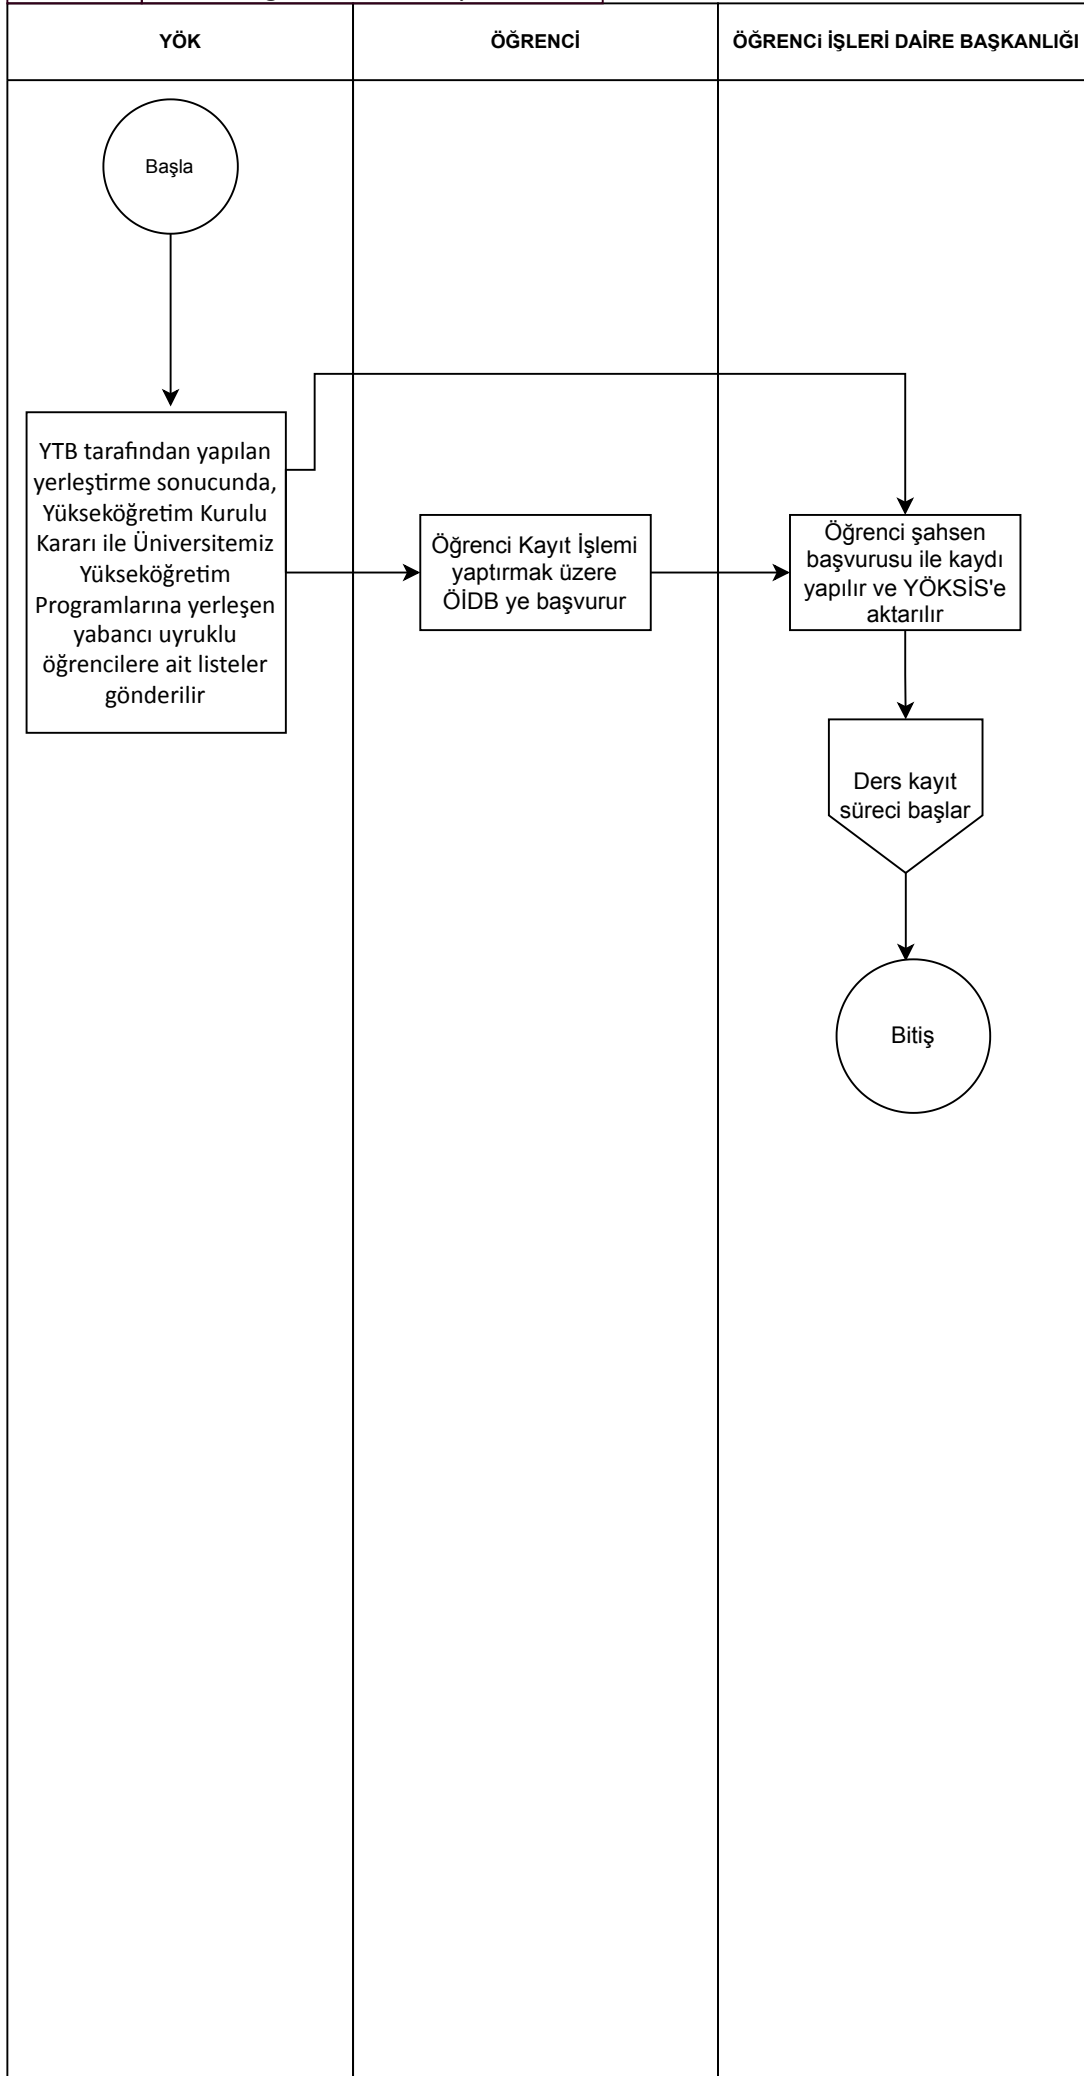 YÖK
ÖĞRENCİ
ÖĞRENCi İŞLERİ DAİRE BAŞKANLIĞI
Başla
YTB tarafından yapılan
yerleştirme sonucunda,
Yükseköğretim Kurulu
Kararı ile Üniversitemiz
Yükseköğretim
Programlarına yerleşen
yabancı uyruklu
öğrencilere ait listeler
gönderilir
Öğrenci Kayıt İşlemi
yaptırmak üzere
ÖİDB ye başvurur
Öğrenci şahsen
başvurusu ile kaydı
yapılır ve YÖKSİS'e
aktarılır
Ders kayıt
süreci başlar
Bitiş